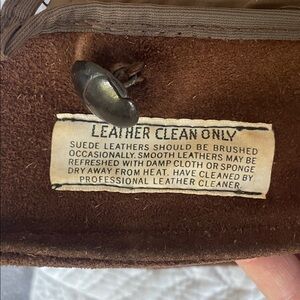 LEATHER CLEAN ONLY
SUEDE LEATHERS SHOULD BE BRUSHED
OCCASIONALLY. SMOOTH LEATHERS MAY BE
REFRESHED WITH DAMP CLOTH OR SPONGE
DRY AWAY FROM HEAT. HAVE CLEANED BY
PROFESSIONAL LEATHER CLEANER.